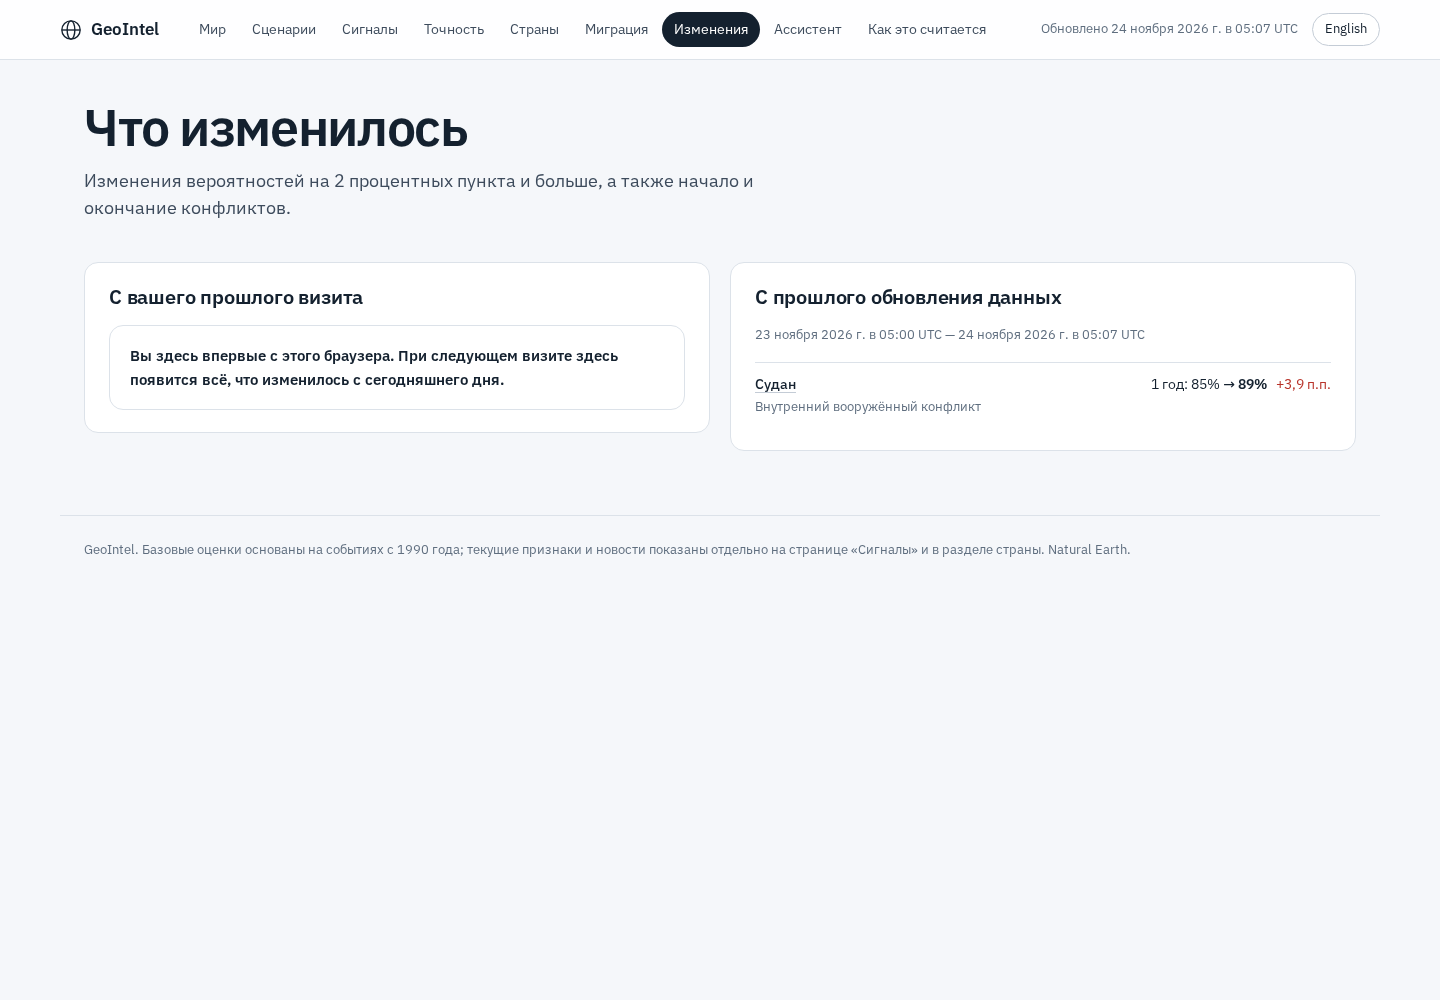 GeoIntel
Мир
Сценарии
Сигналы
Точность
Страны
Миграция
Изменения
Ассистент
Как это считается
Обновлено 24 ноября 2026 г. в 05:07 UTC
English
Что изменилось
Изменения вероятностей на 2 процентных пункта и больше, а также начало и
окончание конфликтов.
С вашего прошлого визита
Вы здесь впервые с этого браузера. При следующем визите здесь
появится всё, что изменилось с сегодняшнего дня.
С прошлого обновления данных
23 ноября 2026 г. в 05:00 UTC — 24 ноября 2026 г. в 05:07 UTC
Судан
1 год: 85% → 89% +3,9 п.п.
Внутренний вооружённый конфликт
GeoIntel. Базовые оценки основаны на событиях с 1990 года; текущие признаки и новости показаны отдельно на странице «Сигналы» и в разделе страны. Natural Earth.